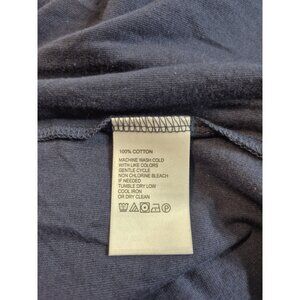 100% COTTON
MACHINE WASH COLD
WITH LIKE COLORS
GENTLE CYCLE
NON CHLORINE BLEACH
IF NEEDED
TUMBLE DRY LOW
COOL IRON
OR DRY CLEAN